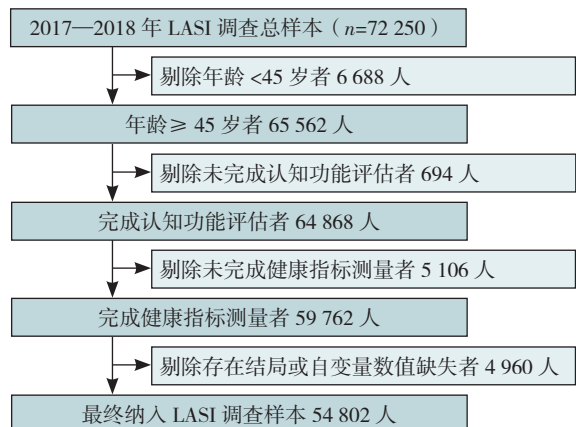 2017—2018 年 LASI 调查总样本（n=72 250）
剔除年龄 <45 岁者 6 688 人
年龄≥ 45 岁者 65 562 人
剔除未完成认知功能评估者 694 人
完成认知功能评估者 64 868 人
剔除未完成健康指标测量者 5 106 人
完成健康指标测量者 59 762 人
剔除存在结局或自变量数值缺失者 4 960 人
最终纳入 LASI 调查样本 54 802 人